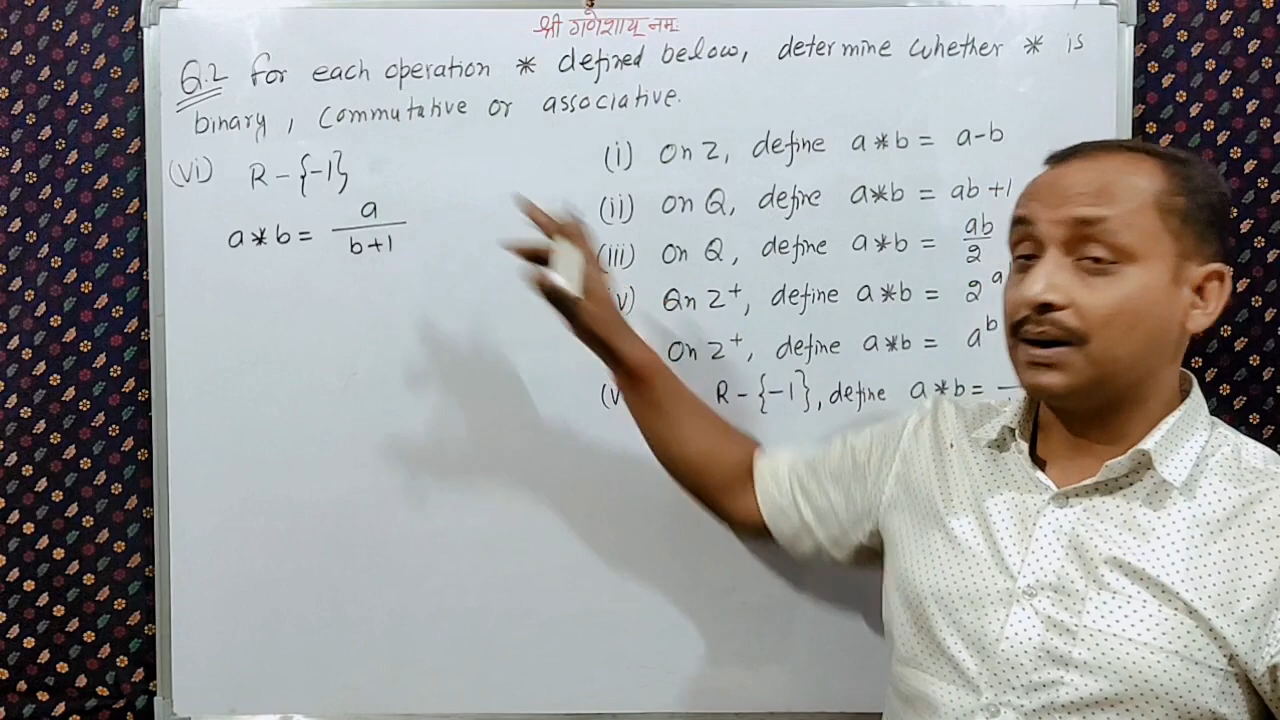 श्री गणेशाय नमः
Q.2 For each operation * defined below, determine whether * is
binary, commutative or associative.
(vi) R - {-1}
a * b = a / b+1
(i) On Z, define a * b = a-b
(ii) On Q, define a * b = ab +1
(iii) On Q, define a * b = ab / 2
On Z+, define a * b = 2^a
On Z+, define a * b = a^b
R - {-1}, define a * b =